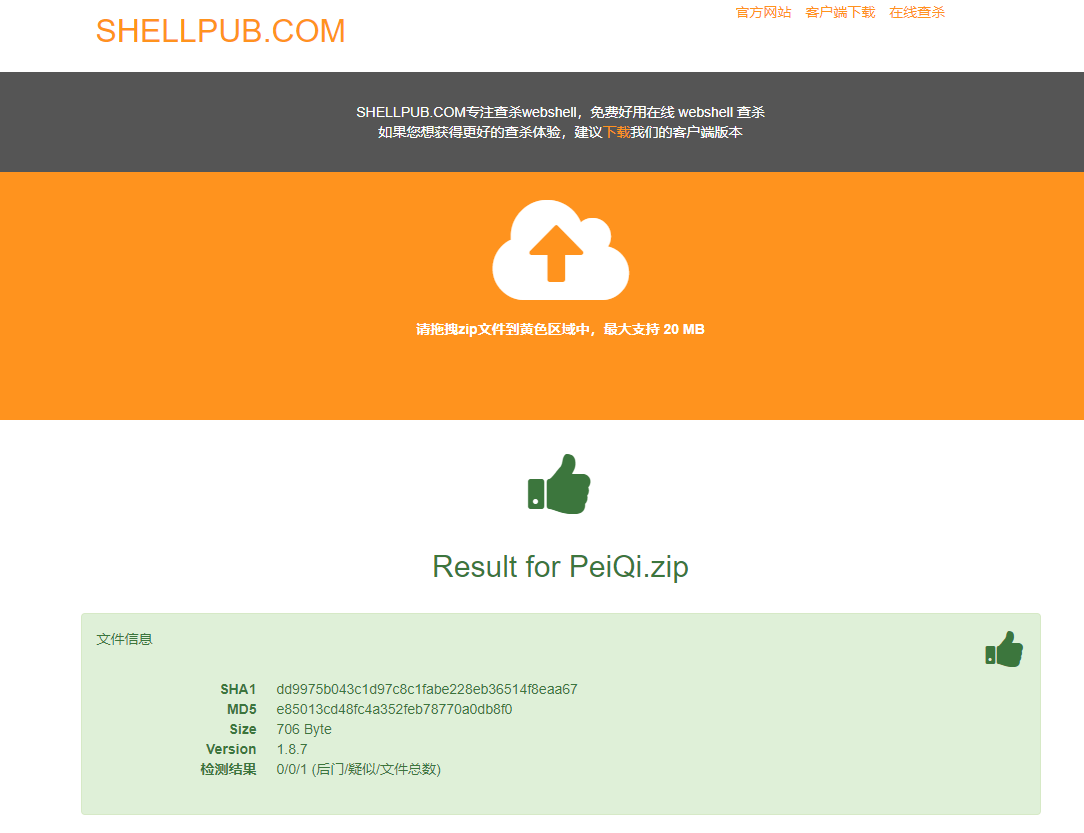 SHELLPUB.COM
官方网站 客户端下载 在线查杀
SHELLPUB.COM专注查杀webshell，免费好用在线 webshell 查杀
如果您想获得更好的查杀体验，建议下载我们的客户端版本
请拖拽zip文件到黄色区域中，最大支持 20 MB
Result for PeiQi.zip
文件信息
SHA1 dd9975b043c1d97c8c1fabe228eb36514f8eaa67
MD5 e85013cd48fc4a352feb78770a0db8f0
Size 706 Byte
Version 1.8.7
检测结果 0/0/1 (后门/疑似/文件总数)